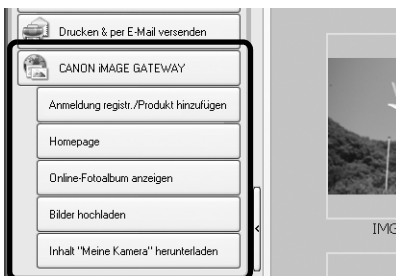 Drucken & per E-Mail versenden
CANON iMAGE GATEWAY
Anmeldung registr./Produkt hinzufügen
Homepage
Online-Fotoalbum anzeigen
Bilder hochladen
Inhalt "Meine Kamera" herunterladen
IMG